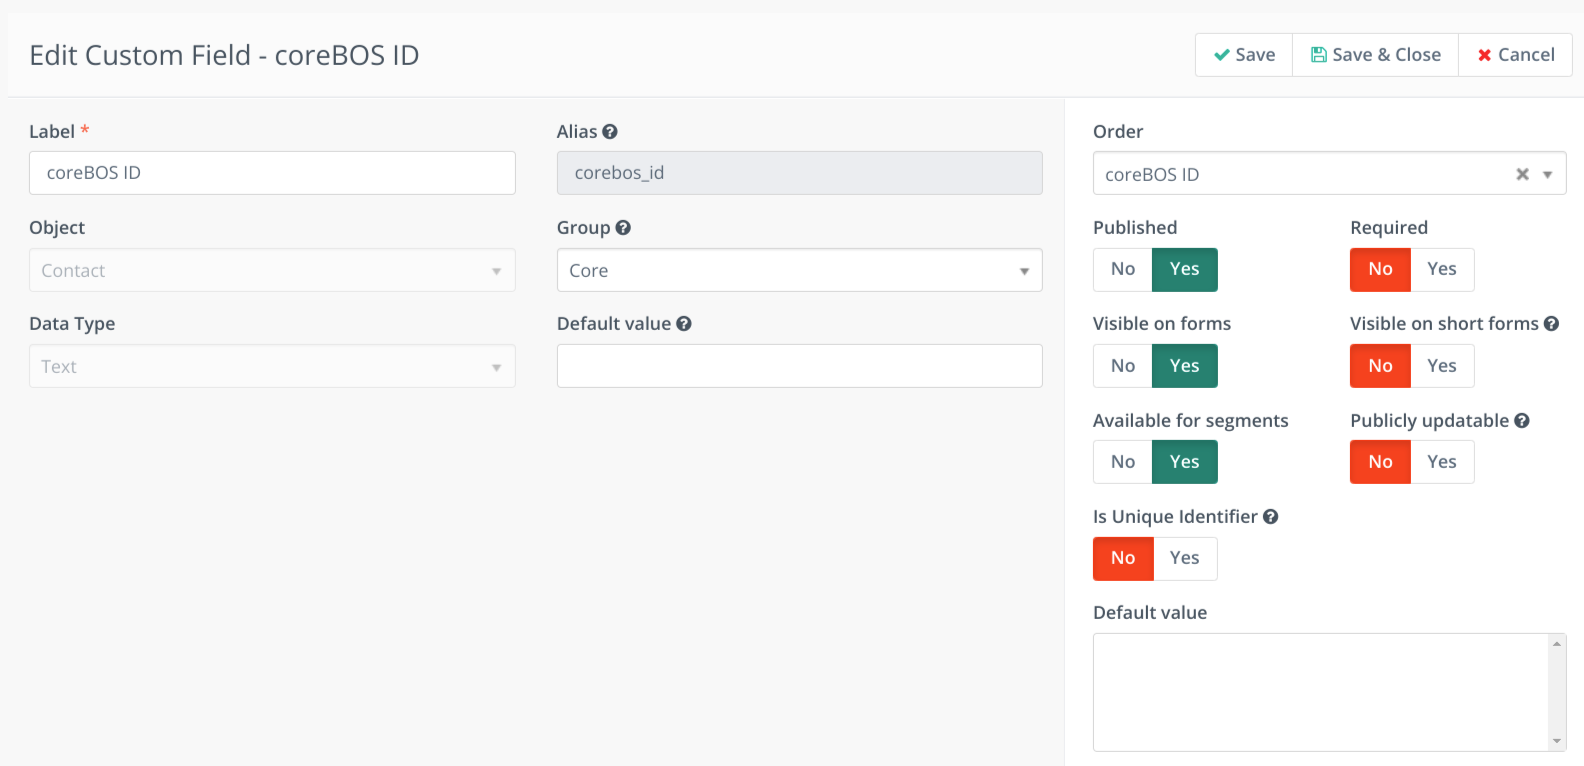 Edit Custom Field - coreBOS ID
Save
Save & Close
Cancel
Label *
coreBOS ID
Alias
corebos_id
Object
Contact
Group
Core
Data Type
Text
Default value
Order
coreBOS ID
Published
No Yes
Required
No Yes
Visible on forms
No Yes
Visible on short forms
No Yes
Available for segments
No Yes
Publicly updatable
No Yes
Is Unique Identifier
No Yes
Default value